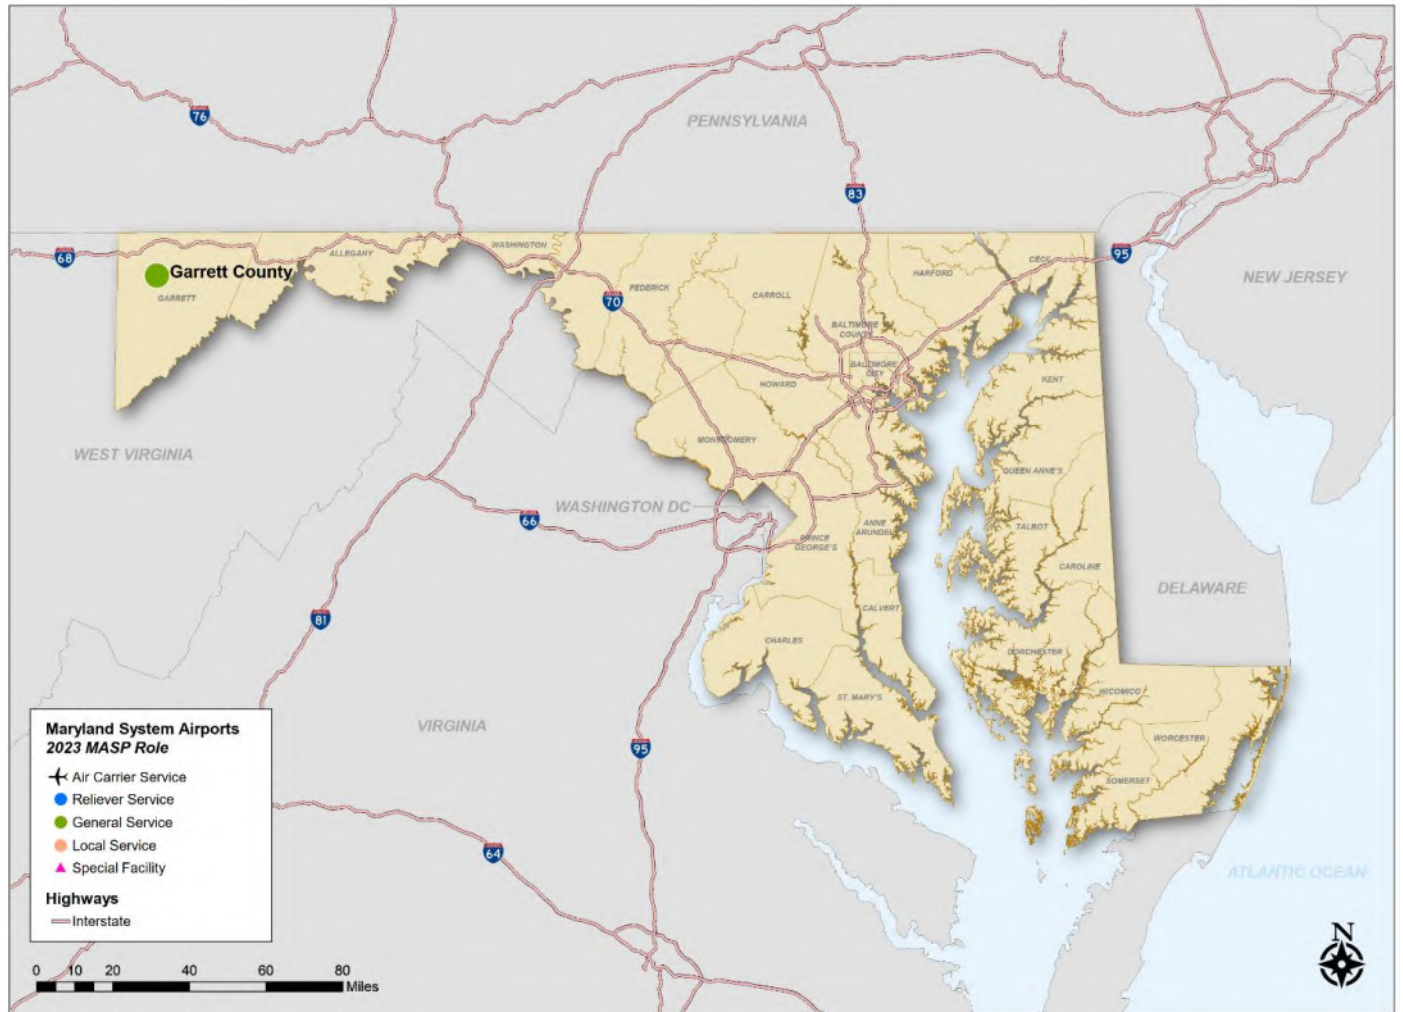 PENNSYLVANIA
76
83
68
95
ALLEGANY
WASHINGTON
Garrett County
GARRETT
PEDERICK
70
CARROLL
HARFORD
CECIL
NEW JERSEY
BALTIMORE
COUNTY
BALTIMORE
CITY
HOWARD
KENT
WEST VIRGINIA
MONTGOMERY
QUEEN ANNE'S
WASHINGTON DC
66
ANNE
ARUNDEL
TALBOT
PRINCE
GEORGE'S
CAROLINE
DELAWARE
81
CALVERT
CHARLES
DORCHESTER
ST. MARY'S
WICOMICO
VIRGINIA
95
WORCESTER
SOMERSET
64
ATLANTIC OCEAN
Maryland System Airports
2023 MASP Role
Air Carrier Service
Reliever Service
General Service
Local Service
Special Facility
Highways
Interstate
0 10 20 40 60 80
Miles
N